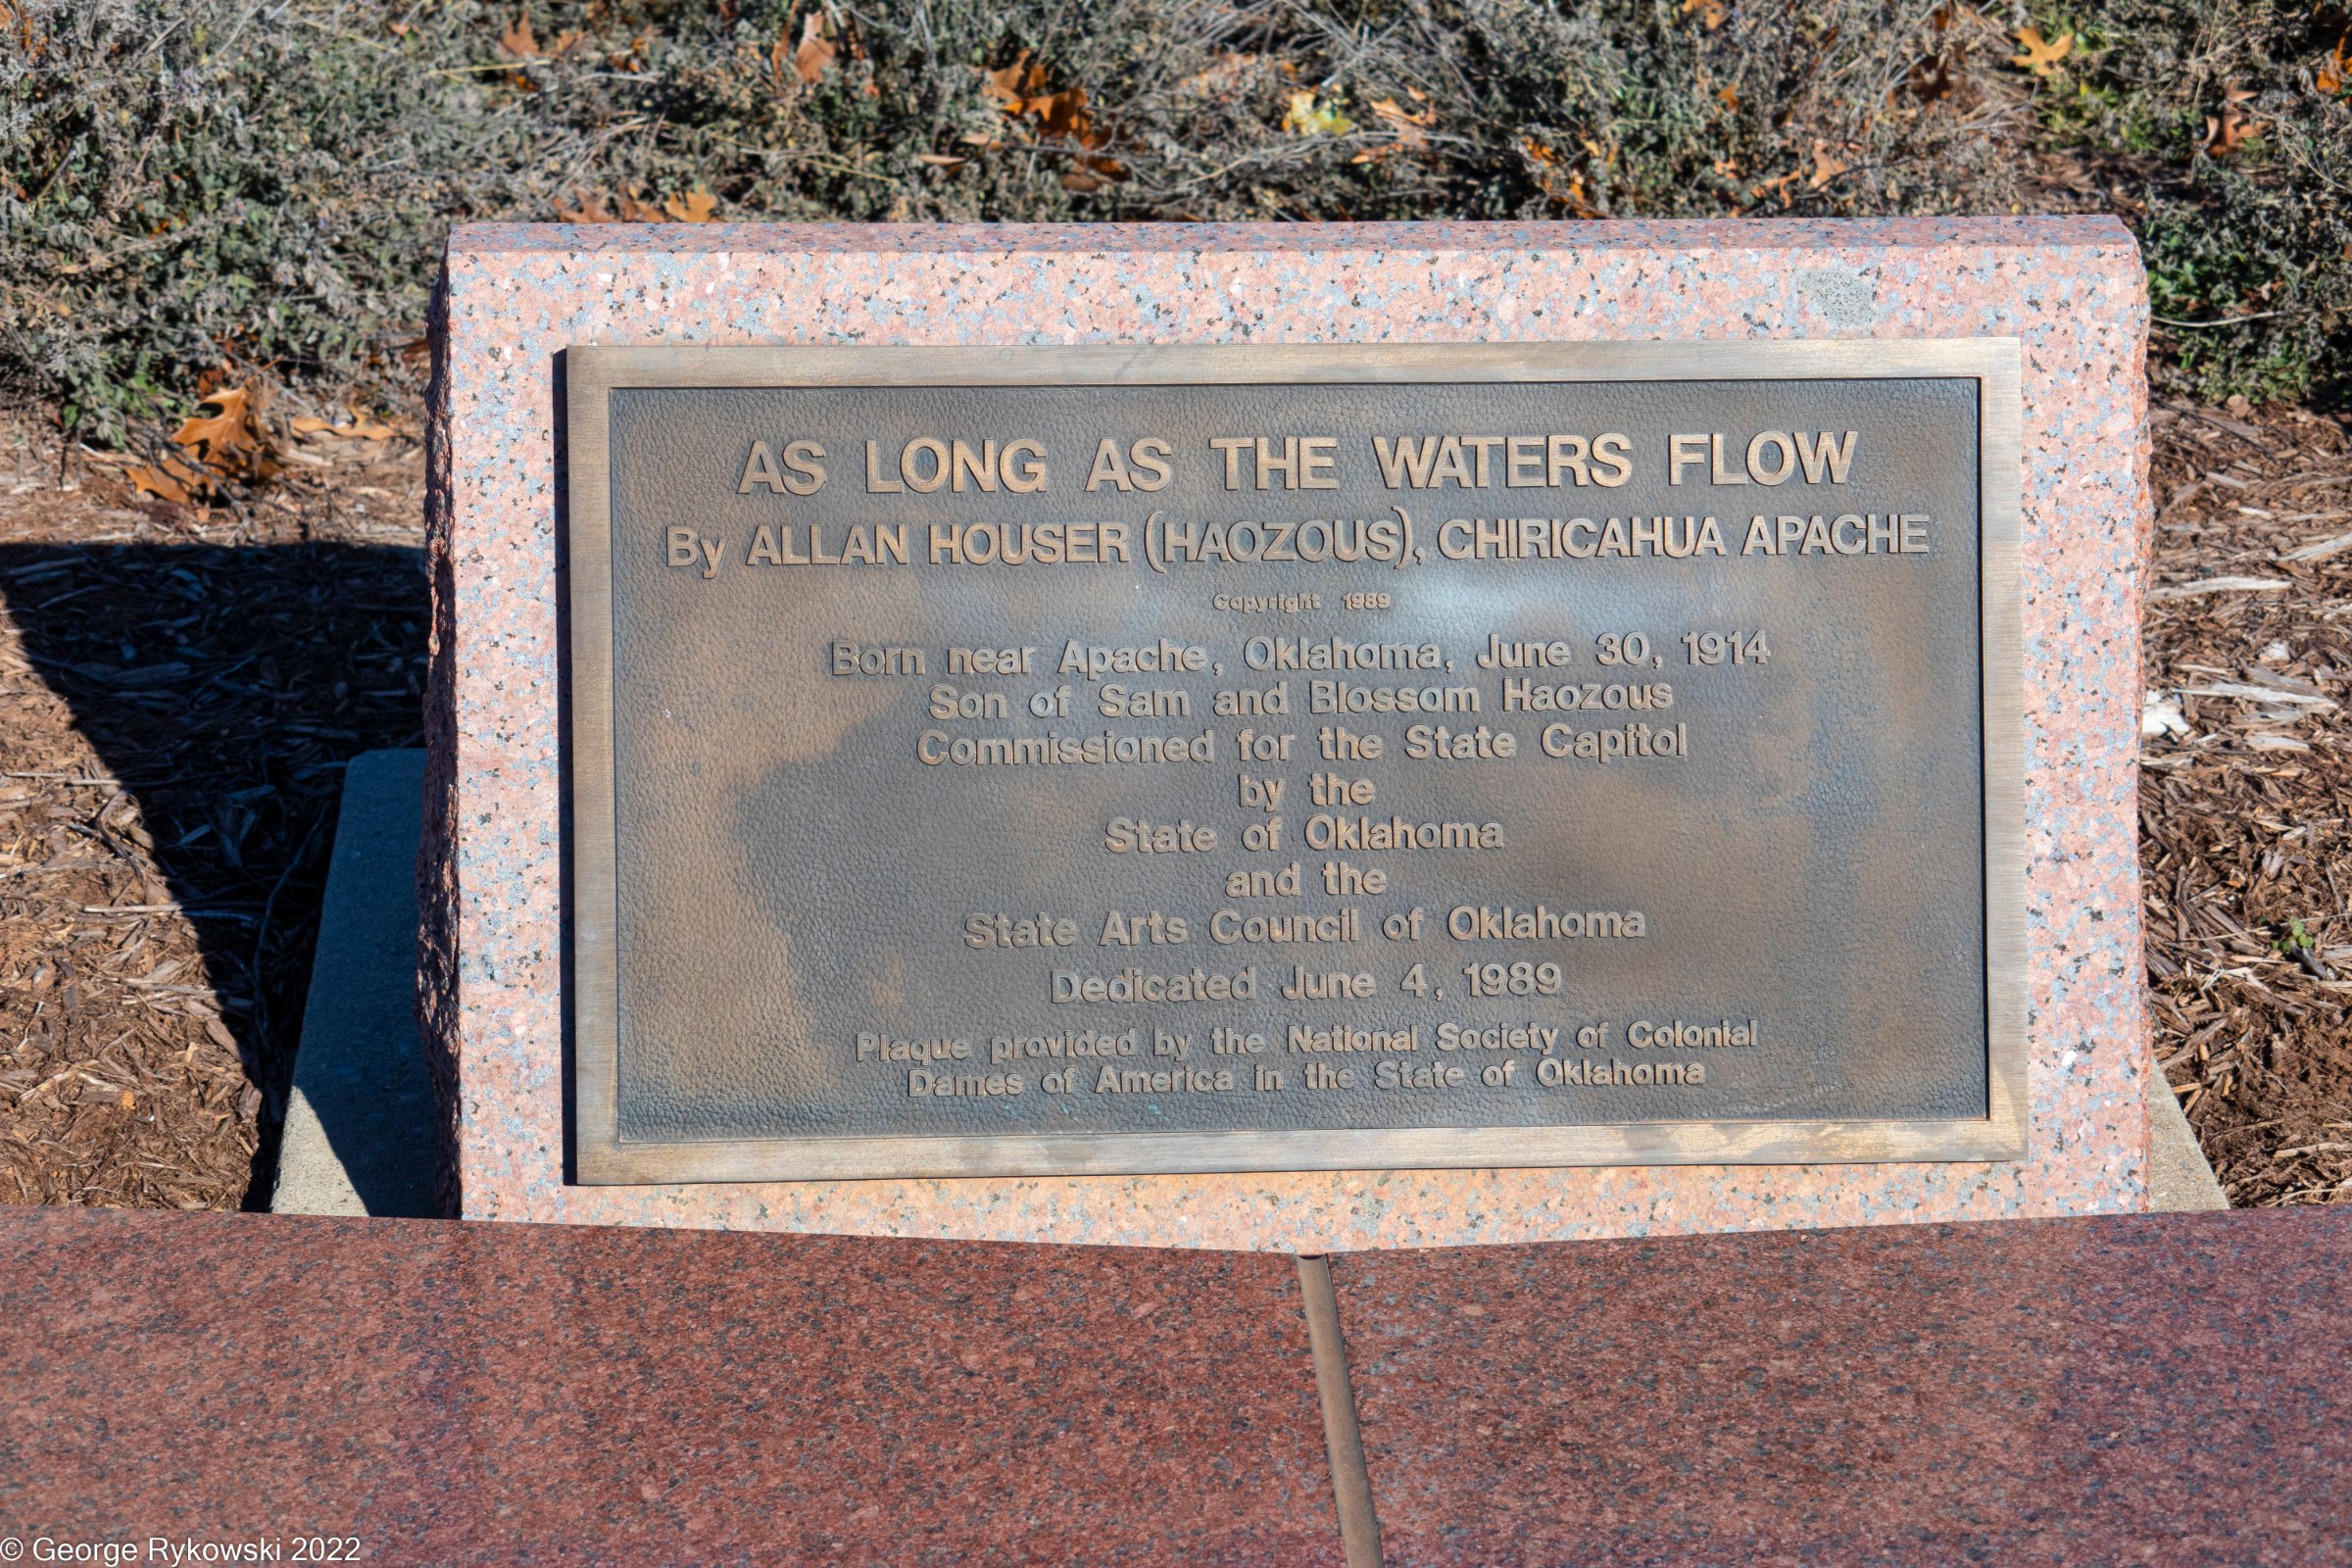 AS LONG AS THE WATERS FLOW
By ALLAN HOUSER (HAOZOUS), CHIRICAHUA APACHE
Copyright 1989
Born near Apache, Oklahoma, June 30, 1914
Son of Sam and Blossom Haozous
Commissioned for the State Capitol
by the
State of Oklahoma
and the
State Arts Council of Oklahoma
Dedicated June 4, 1989
Plaque provided by the National Society of Colonial
Dames of America in the State of Oklahoma
© George Rykowski 2022